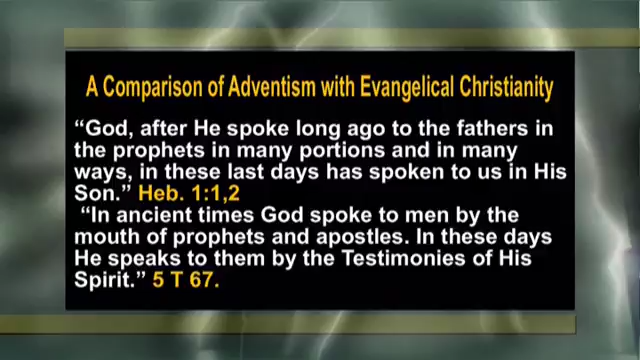 A Comparison of Adventism with Evangelical Christianity
“God, after He spoke long ago to the fathers in
the prophets in many portions and in many
ways, in these last days has spoken to us in His
Son.” Heb. 1:1,2
“In ancient times God spoke to men by the
mouth of prophets and apostles. In these days
He speaks to them by the Testimonies of His
Spirit.” 5 T 67.